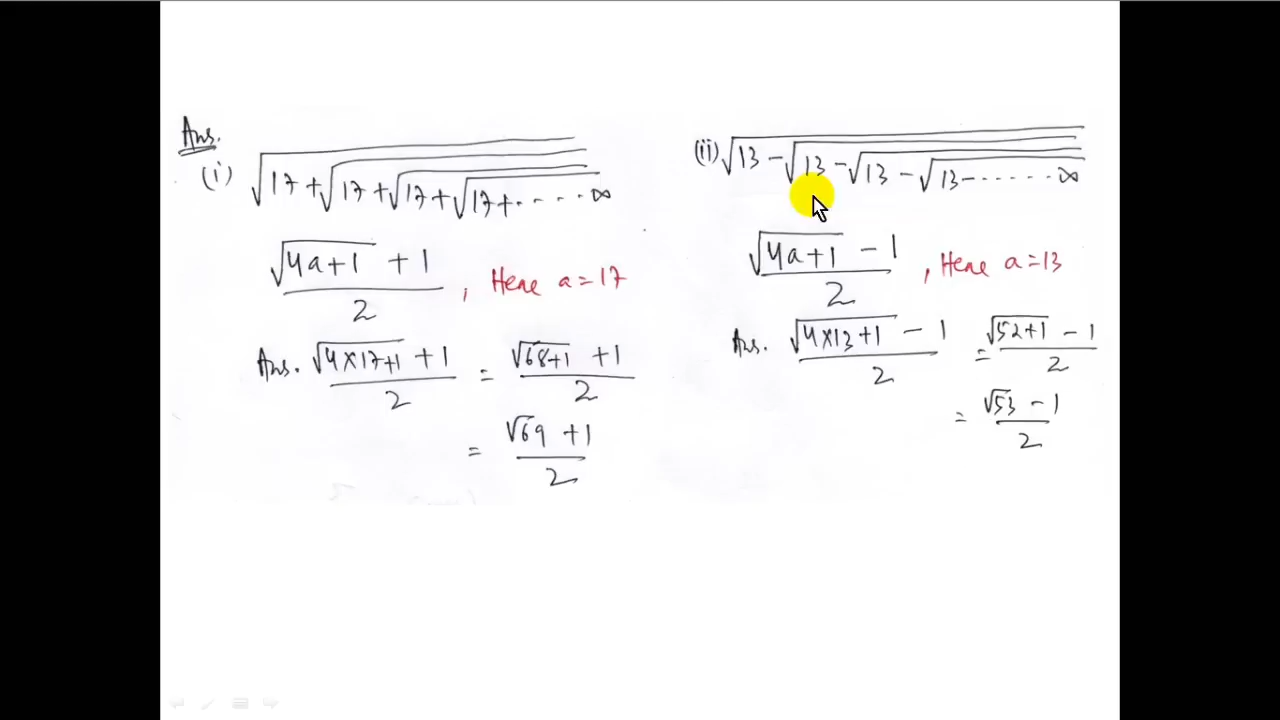 Ans.
(i) √17 + √17 + √17 + √17 + ..... ∞
√4a+1 + 1
2
, Here a = 17
Ans. √4×17+1 + 1 = √68+1 + 1
2 2
= √69 + 1
2
(ii) √13 - √13 - √13 - √13 - ...... ∞
√4a+1 - 1
2
, Here a = 13
Ans. √4×13+1 - 1 = √52+1 - 1
2 2
= √53 - 1
2